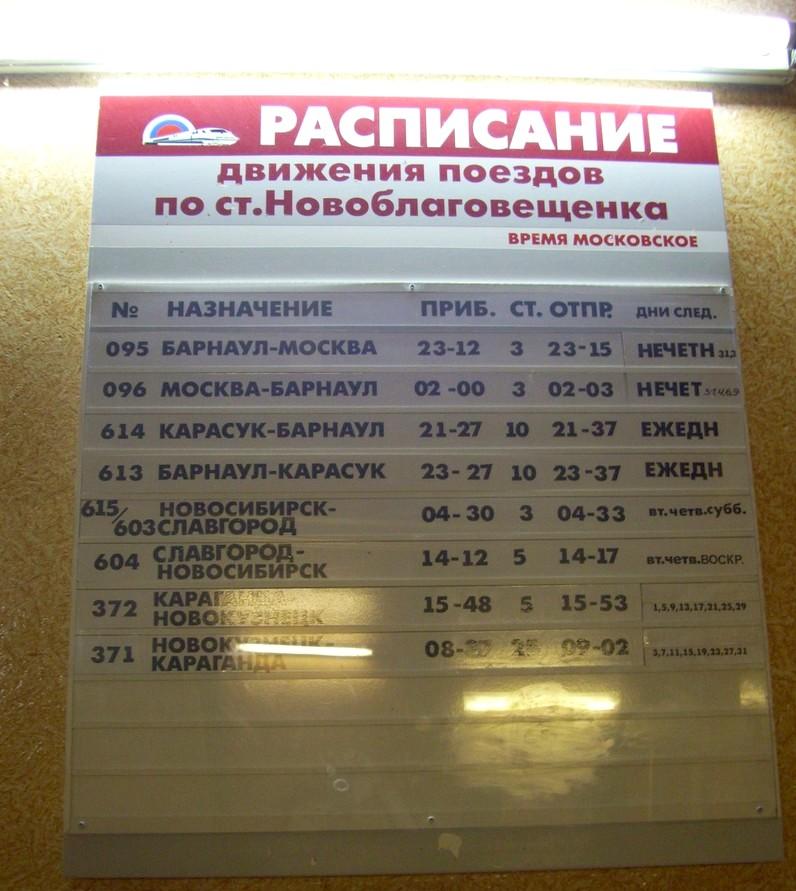 РАСПИСАНИЕ
движения поездов
по ст.Новоблаговещенка
ВРЕМЯ МОСКОВСКОЕ
№ НАЗНАЧЕНИЕ ПРИБ. СТ. ОТПР. ДНИ СЛЕД.
095 БАРНАУЛ-МОСКВА 23-12 3 23-15 НЕЧЕТН
096 МОСКВА-БАРНАУЛ 02-00 3 02-03 НЕЧЕТ
614 КАРАСУК-БАРНАУЛ 21-27 10 21-37 ЕЖЕДН
613 БАРНАУЛ-КАРАСУК 23-27 10 23-37 ЕЖЕДН
615/ НОВОСИБИРСК- 04-30 3 04-33 вт.четв.субб.
603 СЛАВГОРОД
604 СЛАВГОРОД- 14-12 5 14-17 вт.четв.ВОСКР.
НОВОСИБИРСК
372 КАРАГАНДА 15-48 5 15-53 1,5,9,13,17,21,25,29
НОВОКУЗНЕЦК
371 НОВОКУЗНЕЦК- 09-02 3,7,11,15,19,23,27,31
КАРАГАНДА